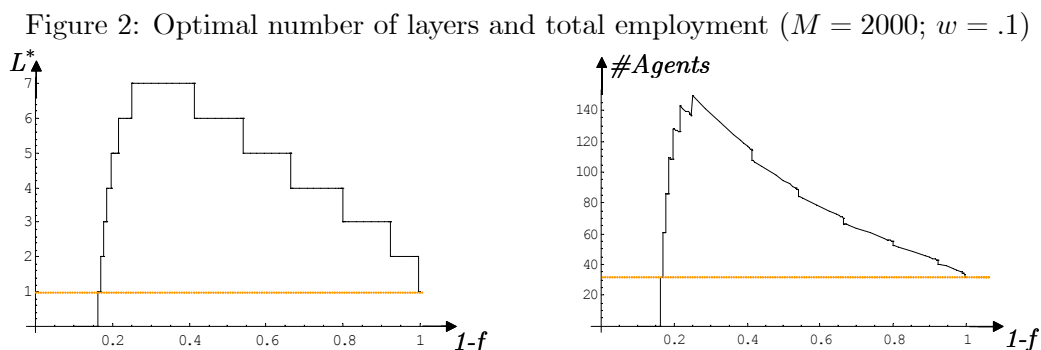 Figure 2: Optimal number of layers and total employment (M = 2000; w = .1)
L*
7
6
5
4
3
2
1
0.2 0.4 0.6 0.8 1
1-f
#Agents
140
120
100
80
60
40
20
0.2 0.4 0.6 0.8 1
1-f